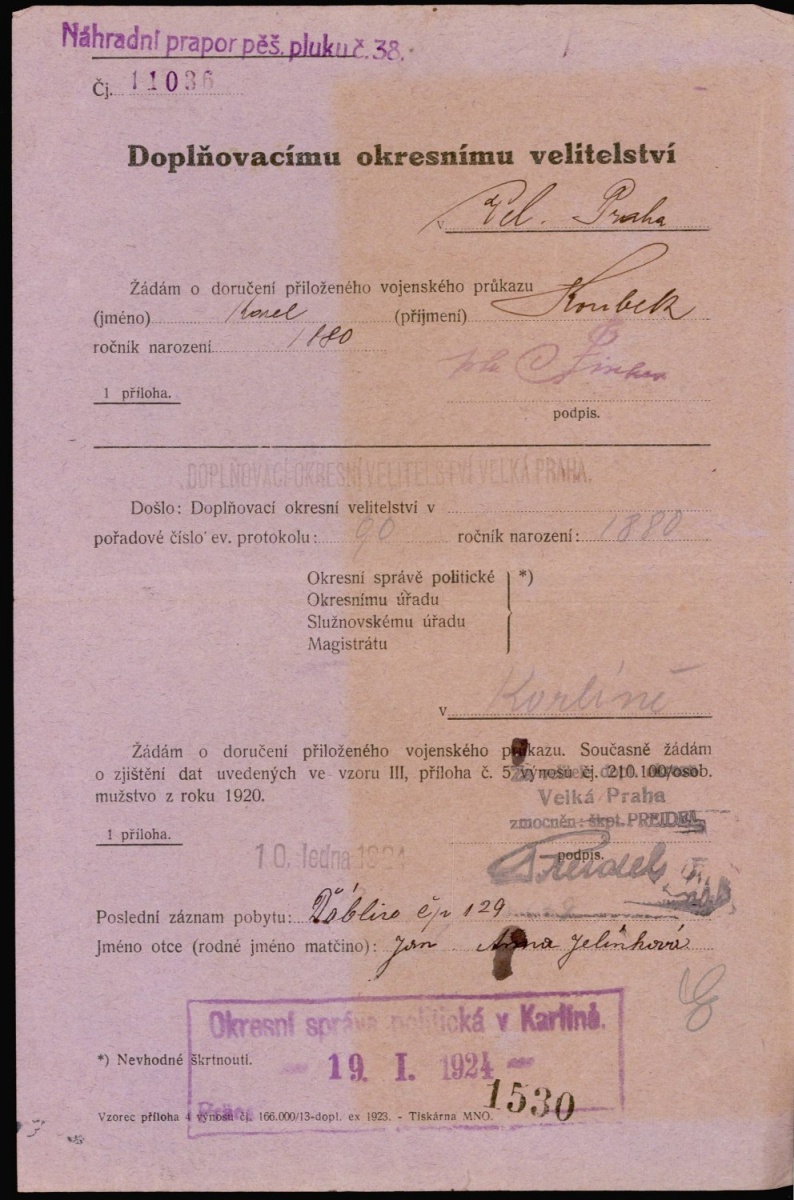 Náhradní prapor pěš. pluku č. 38.
Čj. 11036
Doplňovacímu okresnímu velitelství
v Vel. Praha
Žádám o doručení přiloženého vojenského průkazu
(jméno) Karel (příjmení) Koubek
ročník narození 1880
1 příloha.
podpis.
DOPLŇOVACÍ OKRESNÍ VELITELSTVÍ VELKÁ PRAHA.
Došlo: Doplňovací okresní velitelství v
pořadové číslo ev. protokolu: 90 ročník narození: 1880
Okresní správě politické *)
Okresnímu úřadu
Služnovskému úřadu
Magistrátu
v Karlíně
Žádám o doručení přiloženého vojenského průkazu. Současně žádám
o zjištění dat uvedených ve vzoru III, příloha č. 5 výnosu čj. 210.100/osob.
mužstvo z roku 1920.
Velká Praha
zmocněn: škpt. PREIDEL
1 příloha.
podpis.
10. ledna 1924
Preidel
Poslední záznam pobytu: Ďáblice čp 129
Jméno otce (rodné jméno matčino): Jan Anna Jelínková
Okresní správa politická v Karlíně.
*) Nevhodné škrtnouti.
19. I. 1924
1530
Vzorec příloha 4 výnosu čj. 166.000/13-dopl. ex 1923. - Tiskárna MNO.